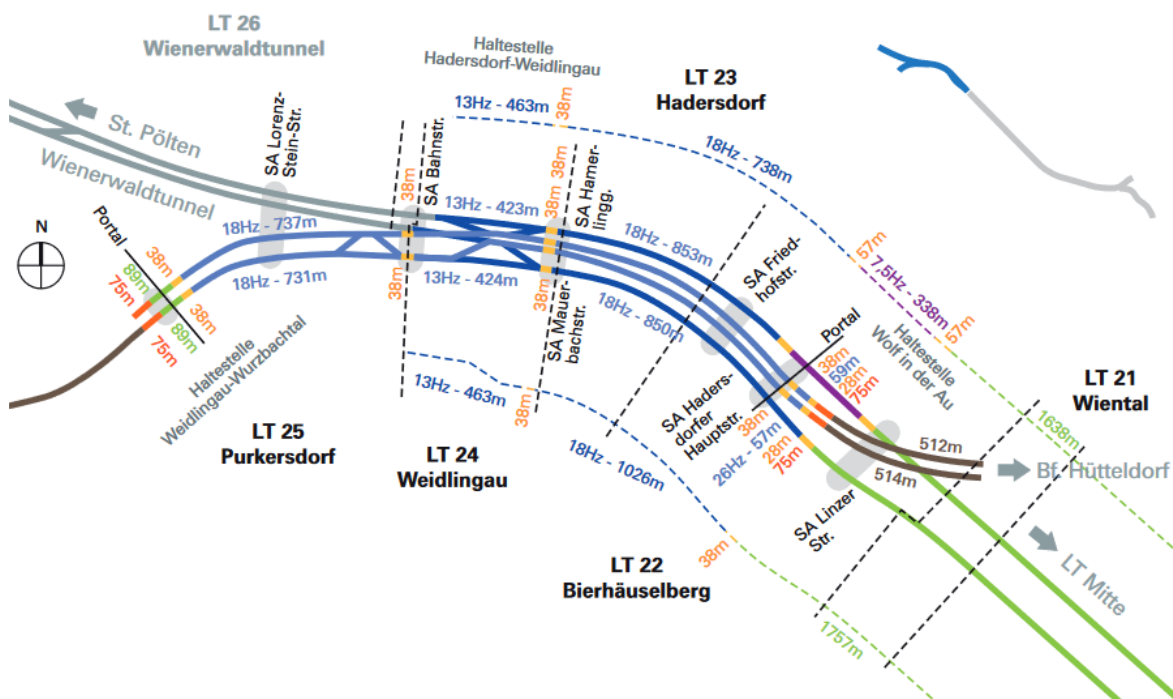 LT 26
Wienerwaldtunnel
Haltestelle
Hadersdorf-Weidlingau
LT 23
Hadersdorf
13Hz - 463m
38m
St. Pölten
Wienerwaldtunnel
SA Lorenz-
Stein-Str.
SA Bahnstr.
38m
38m
38m
SA Hamer-
lingg.
18Hz - 738m
N
Portal
18Hz - 737m
13Hz - 423m
18Hz - 853m
57m
7,5Hz - 338m
57m
38m
89m
75m
18Hz - 731m
38m
13Hz - 424m
38m
18Hz - 850m
SA Fried-
hofstr.
38m
89m
75m
SA Mauer-
bachstr.
Portal
38m
59m
28m
75m
Haltestelle
Wolf in der Au
Haltestelle
Weidlingau-Wurzbachtal
13Hz - 463m
38m
SA Haders-
dorfer
Hauptstr.
38m
26Hz - 57m
28m
75m
LT 21
Wiental
1638m
LT 25
Purkersdorf
LT 24
Weidlingau
18Hz - 1026m
512m
514m
Bf. Hütteldorf
SA Linzer
Str.
38m
LT 22
Bierhäuselberg
LT Mitte
1757m